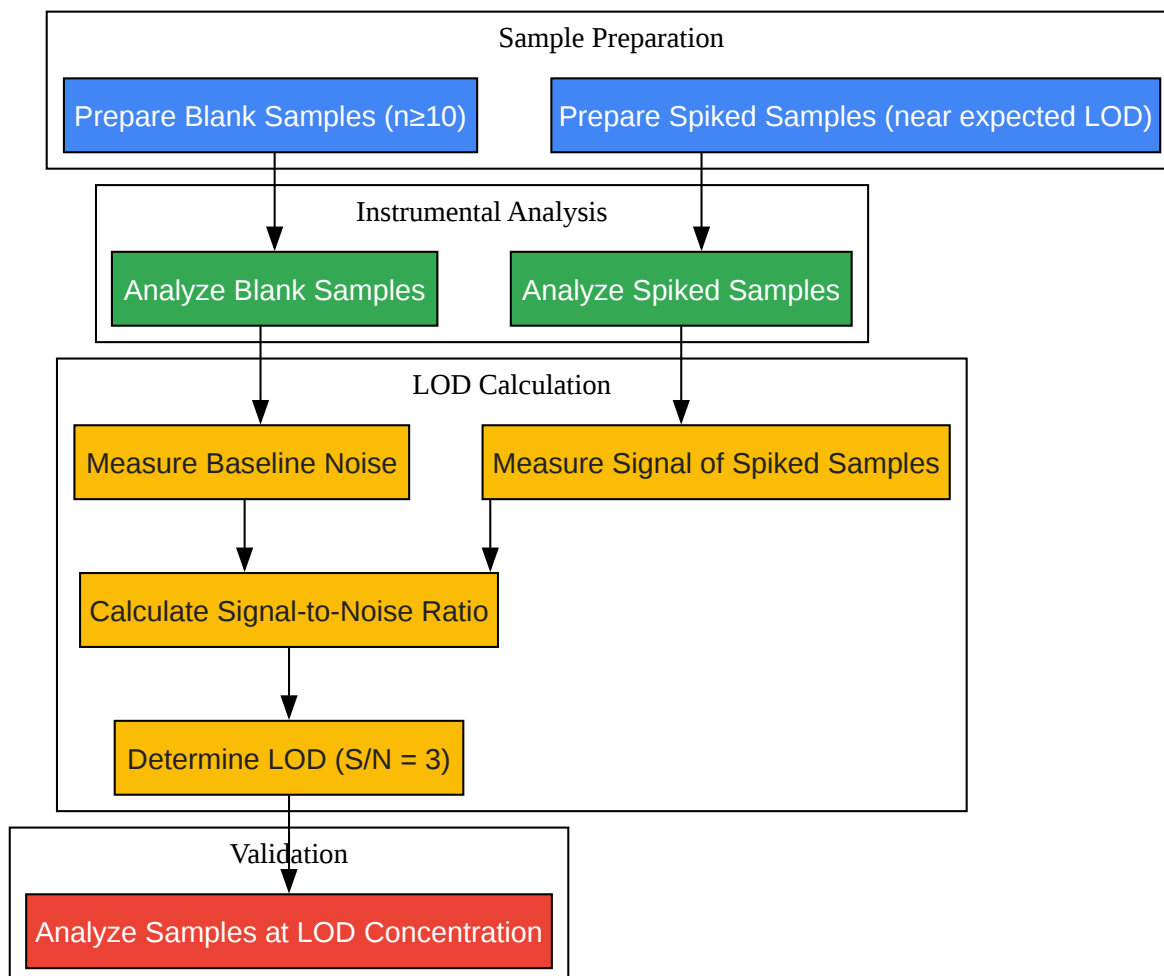 Sample Preparation
Prepare Blank Samples (n≥10)
Prepare Spiked Samples (near expected LOD)
Instrumental Analysis
Analyze Blank Samples
Analyze Spiked Samples
LOD Calculation
Measure Baseline Noise
Measure Signal of Spiked Samples
Calculate Signal-to-Noise Ratio
Determine LOD (S/N = 3)
Validation
Analyze Samples at LOD Concentration